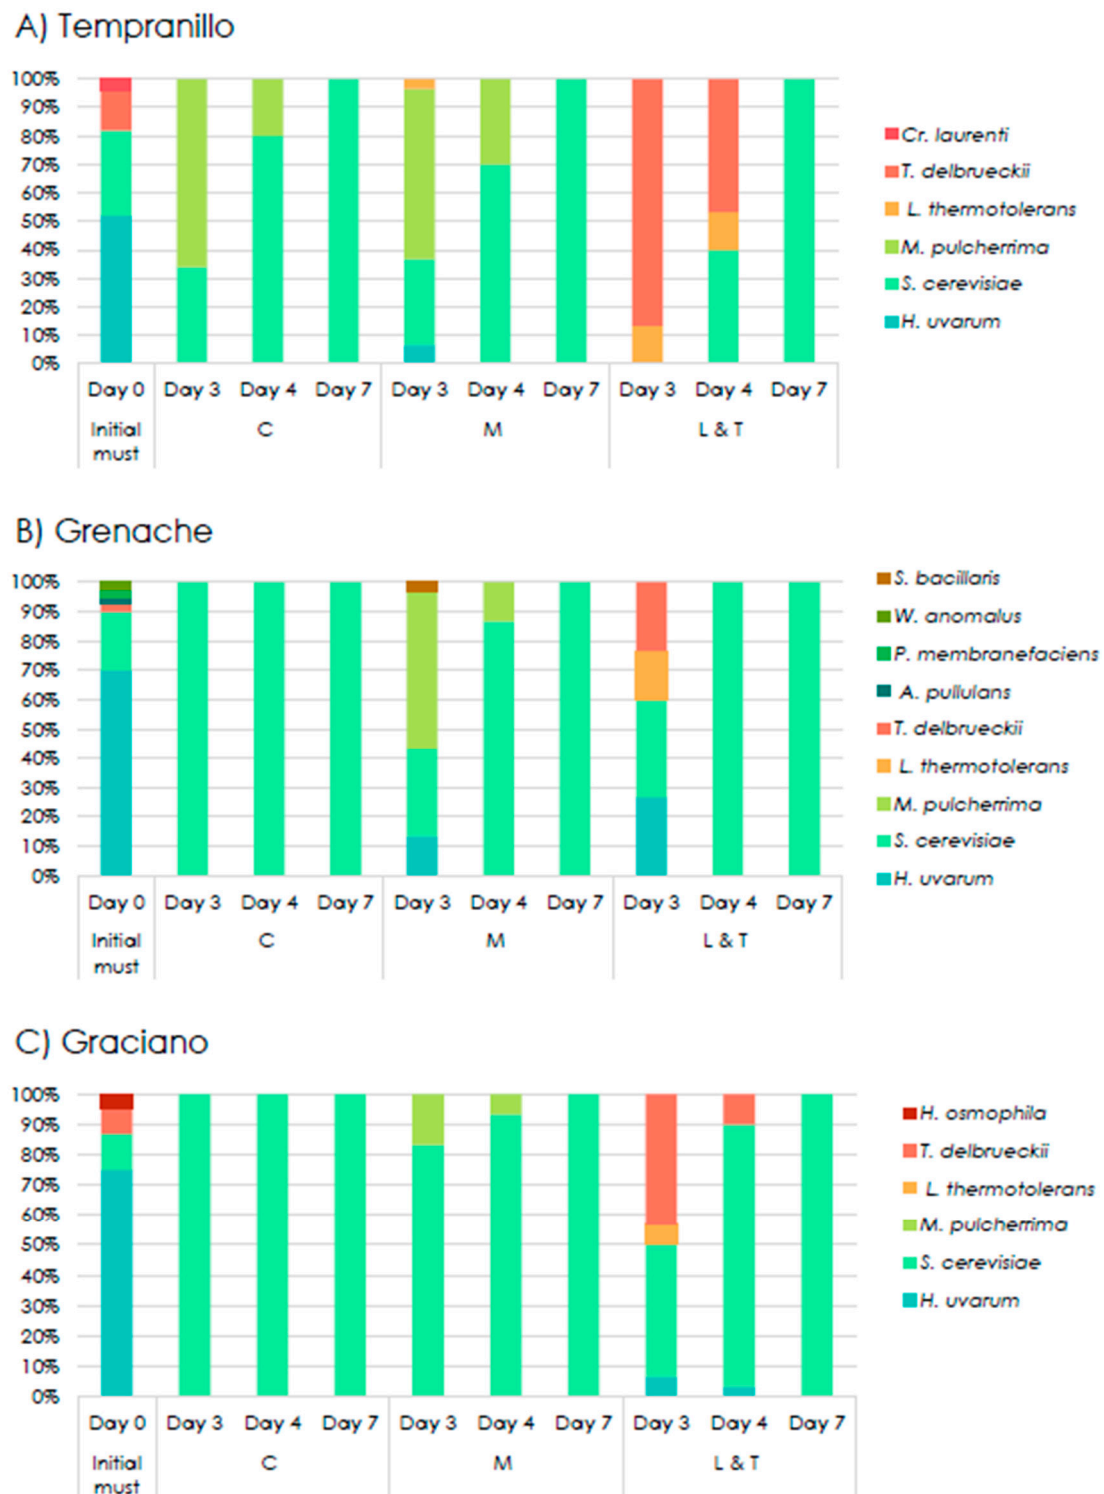 A) Tempranillo
100%
90%
80%
70%
60%
50%
40%
30%
20%
10%
0%
Day 0 Day 3 Day 4 Day 7 Day 3 Day 4 Day 7 Day 3 Day 4 Day 7
Initial must C M L & T
Cr. laurenti
T. delbrueckii
L. thermotolerans
M. pulcherrima
S. cerevisiae
H. uvarum
B) Grenache
100%
90%
80%
70%
60%
50%
40%
30%
20%
10%
0%
Day 0 Day 3 Day 4 Day 7 Day 3 Day 4 Day 7 Day 3 Day 4 Day 7
Initial must C M L & T
S. bacillaris
W. anomalus
P. membranefaciens
A. pullulans
T. delbrueckii
L. thermotolerans
M. pulcherrima
S. cerevisiae
H. uvarum
C) Graciano
100%
90%
80%
70%
60%
50%
40%
30%
20%
10%
0%
Day 0 Day 3 Day 4 Day 7 Day 3 Day 4 Day 7 Day 3 Day 4 Day 7
Initial must C M L & T
H. osmophila
T. delbrueckii
L. thermotolerans
M. pulcherrima
S. cerevisiae
H. uvarum